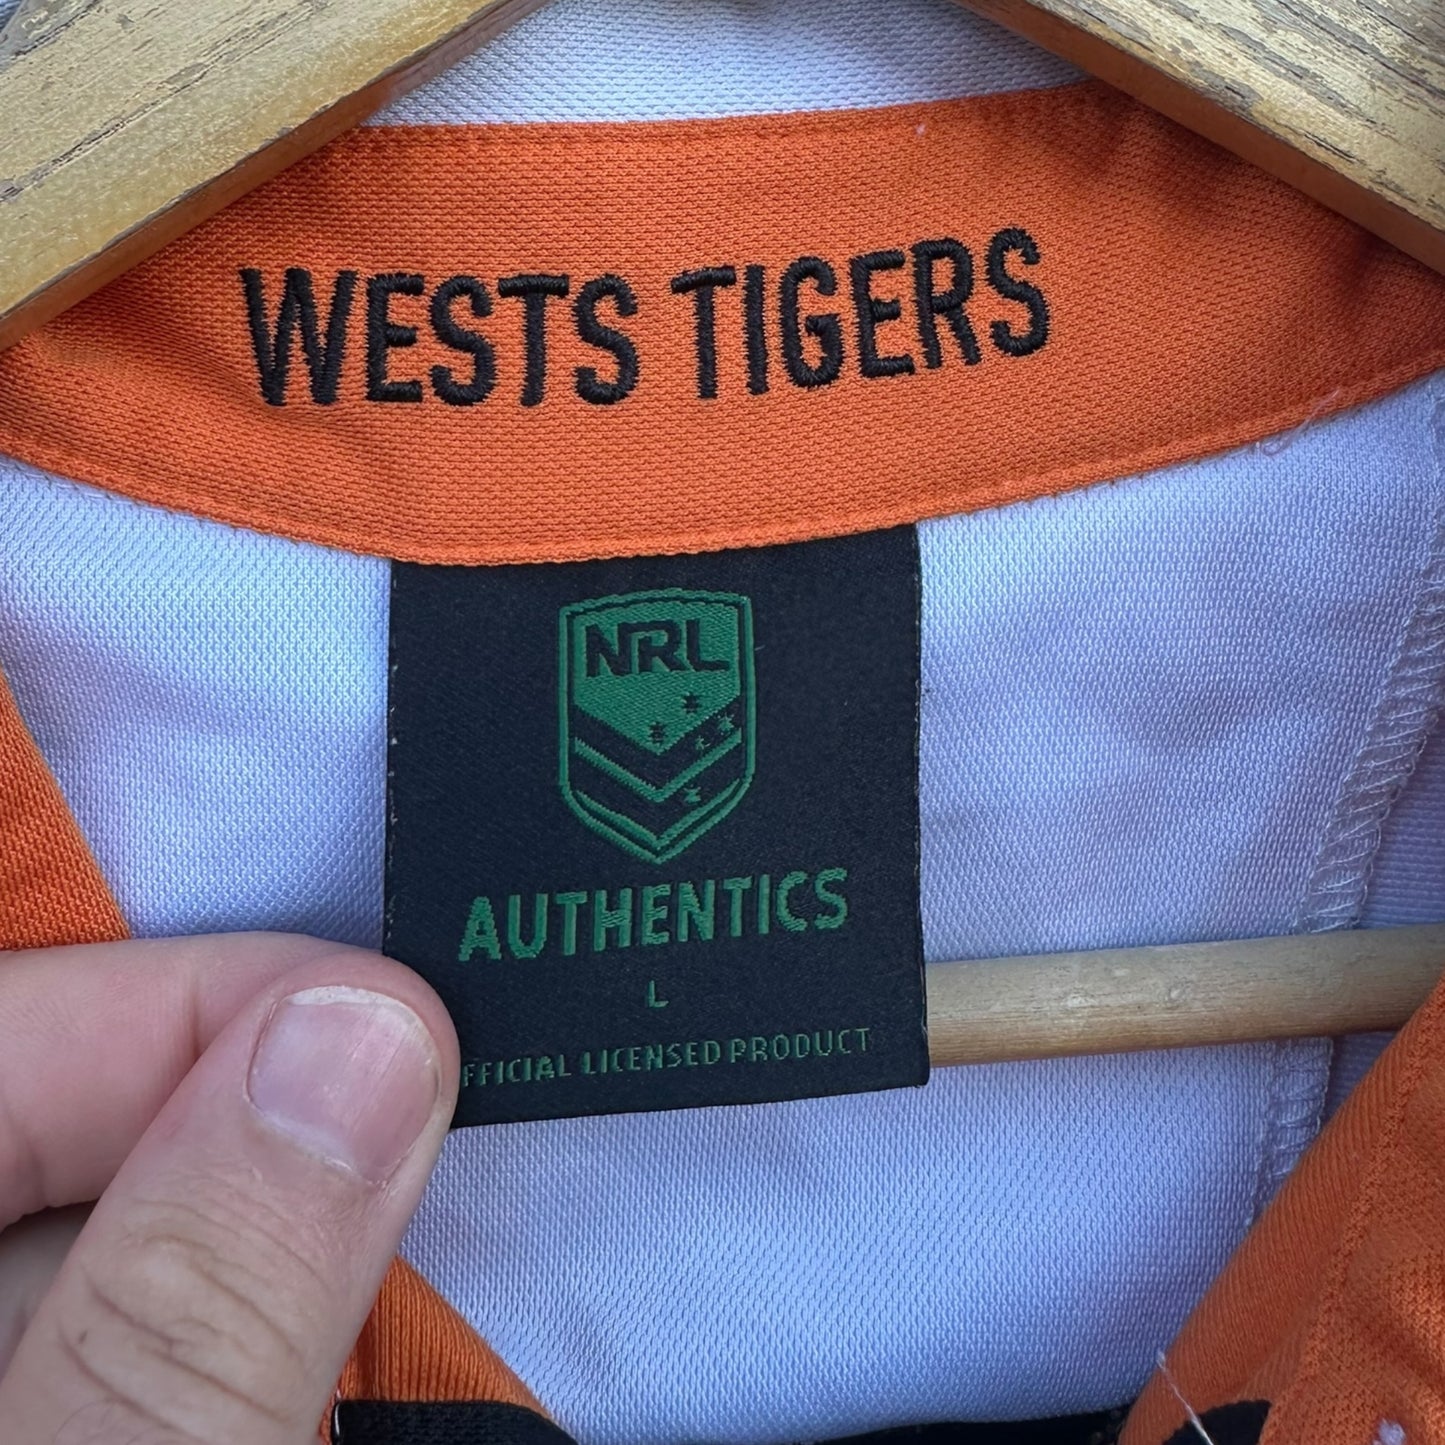 WESTS TIGERS
NRL
AUTHENTICS
L
FFICIAL LICENSED PRODUCT